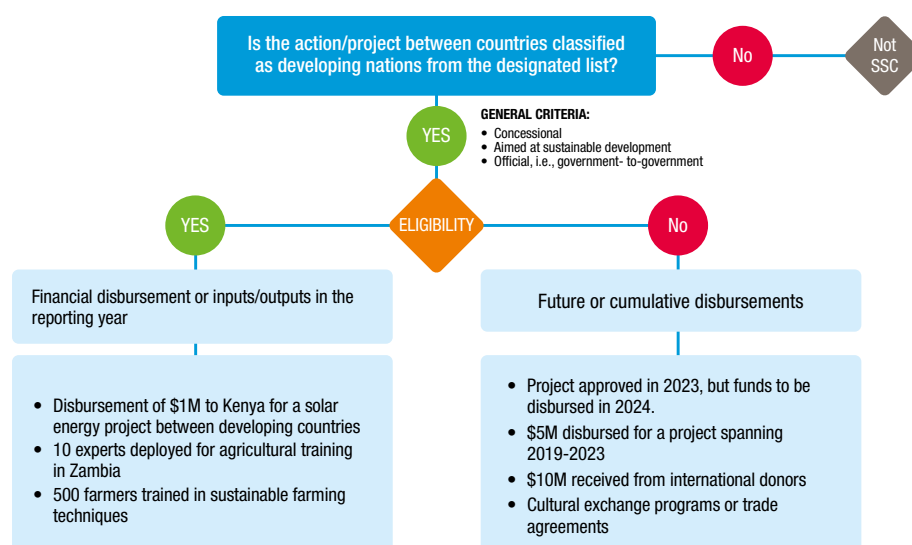 Is the action/project between countries classified
as developing nations from the designated list?
No
Not
SSC
YES
GENERAL CRITERIA:
• Concessional
• Aimed at sustainable development
• Official, i.e., government- to-government
YES
ELIGIBILITY
No
Financial disbursement or inputs/outputs in the
reporting year
Future or cumulative disbursements
• Disbursement of $1M to Kenya for a solar
energy project between developing countries
• 10 experts deployed for agricultural training
in Zambia
• 500 farmers trained in sustainable farming
techniques
• Project approved in 2023, but funds to be
disbursed in 2024.
• $5M disbursed for a project spanning
2019-2023
• $10M received from international donors
• Cultural exchange programs or trade
agreements